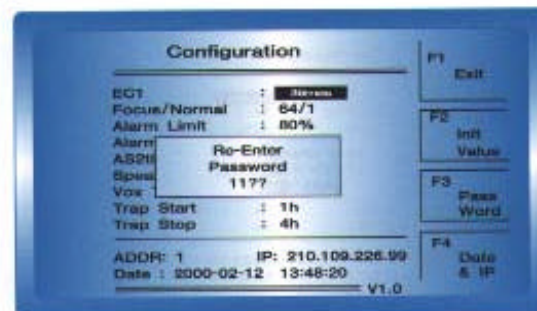 Configuration
EC1 :
Focus/Normal : 64/1
Alarm Limit : 80%
Alarm
Re-Enter
Password
11??
Vox
Trap Start : 1h
Trap Stop : 4h
ADDR: 1 IP: 210.109.226.99
Date : 2000-02-12 13:48:20
V1.0
F1
Exit
F2
Init
Value
F3
Pass
Word
F4
Date
& IP